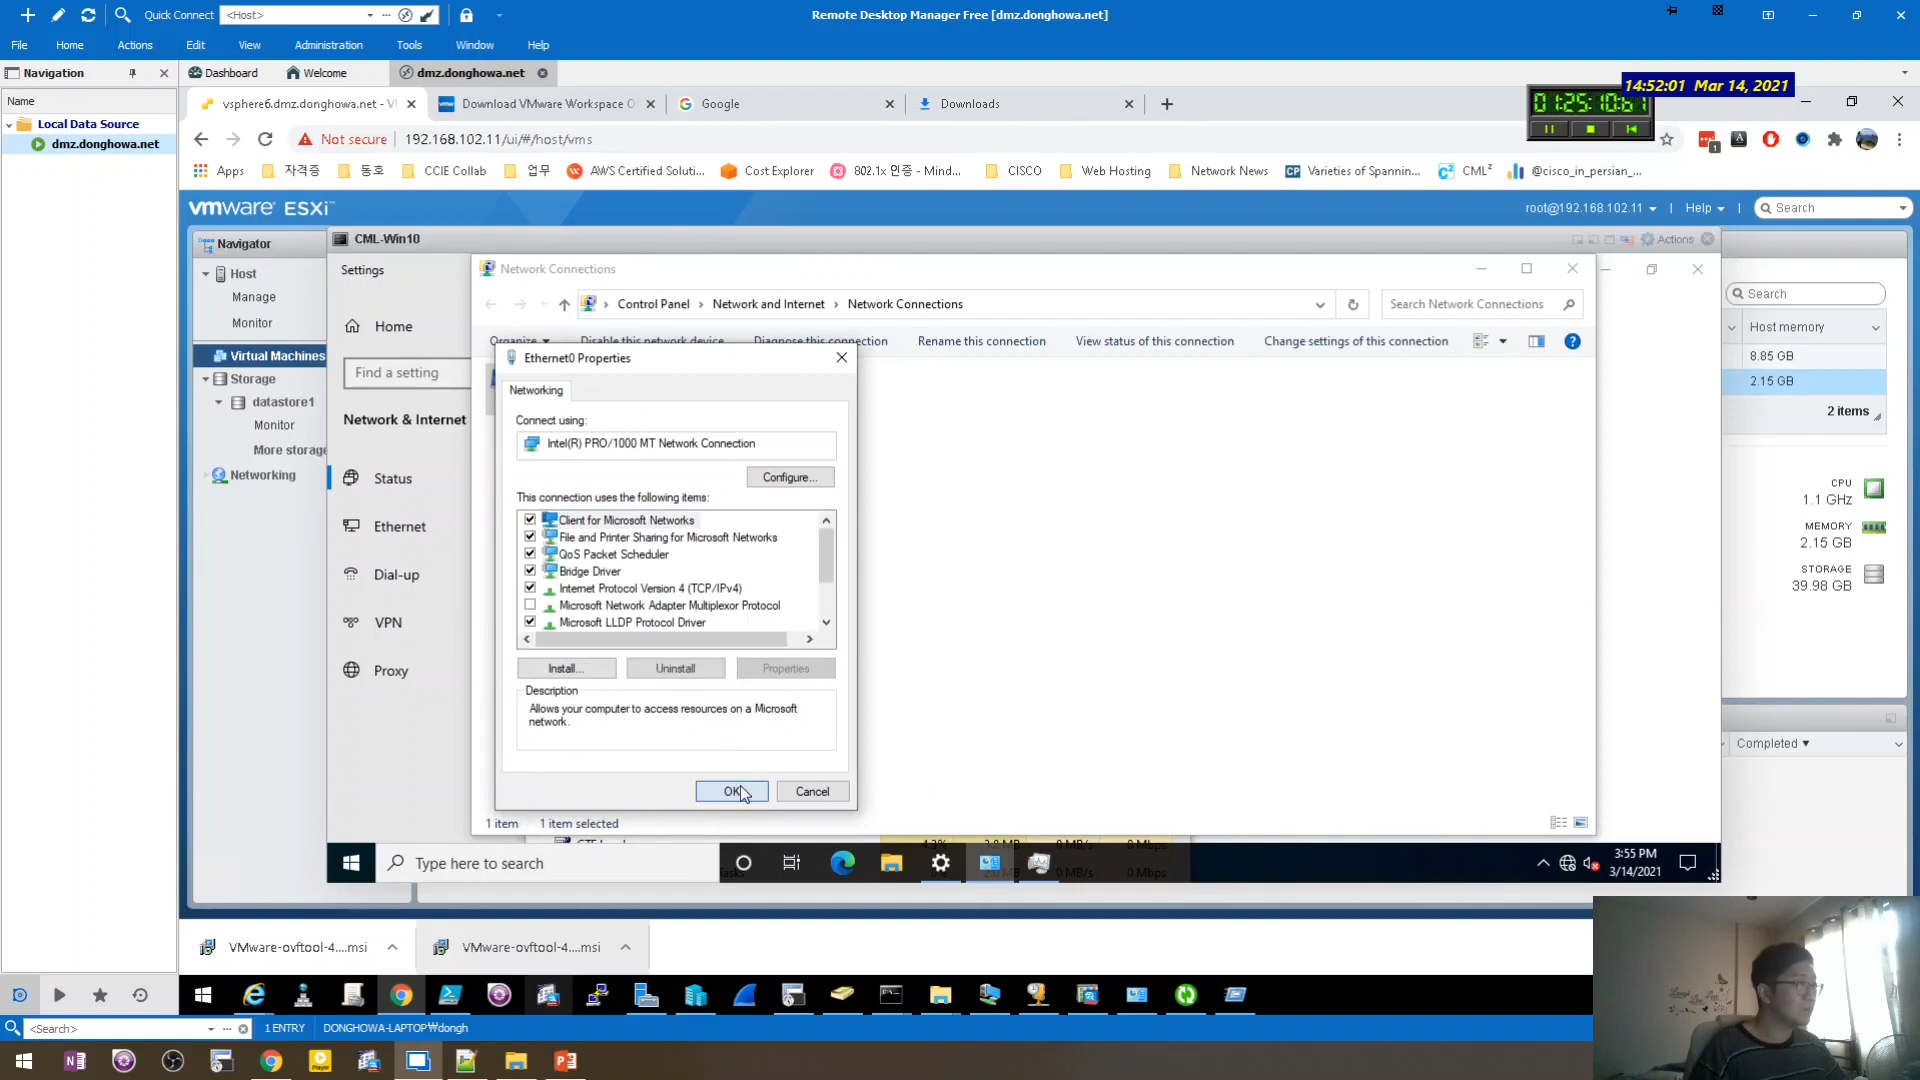 Quick Connect <Host>
Remote Desktop Manager Free [dmz.donghowa.net]
File Home Actions Edit View Administration Tools Window Help
Navigation
Name
Local Data Source
dmz.donghowa.net
Dashboard Welcome dmz.donghowa.net
14:52:01 Mar 14, 2021
01:25:10:61
Download VMware Workspace O Google Downloads
Not secure 192.168.102.11/ui/#/host/vms
Apps 자격증 동호 CCIE Collab 업무 AWS Certified Soluti... Cost Explorer 802.1x 인증 - Mind... CISCO Web Hosting Network News Varieties of Spannin... CML² @cisco_in_persian_...
vmware ESXi
root@192.168.102.11 | Help | Search
Navigator
Host
Manage
Monitor
Virtual Machines
Storage
datastore1
Monitor
More storage
Networking
CML-Win10
Actions
Settings
Home
Find a setting
Network & Internet
Status
Ethernet
Dial-up
VPN
Proxy
Network Connections
Control Panel > Network and Internet > Network Connections
Search Network Connections
Organize Disable this network device Diagnose this connection Rename this connection View status of this connection Change settings of this connection
Ethernet0 Properties
Networking
Connect using:
Intel(R) PRO/1000 MT Network Connection
Configure...
This connection uses the following items:
Client for Microsoft Networks
File and Printer Sharing for Microsoft Networks
QoS Packet Scheduler
Bridge Driver
Internet Protocol Version 4 (TCP/IPv4)
Microsoft Network Adapter Multiplexor Protocol
Microsoft LLDP Protocol Driver
Install... Uninstall Properties
Description
Allows your computer to access resources on a Microsoft
network.
OK Cancel
1 item 1 item selected
Search
Host memory
8.85 GB
2.15 GB
2 items
CPU
1.1 GHz
MEMORY
2.15 GB
STORAGE
39.98 GB
Completed ▼
Type here to search
3:55 PM
3/14/2021
VMware-ovftool-4....msi VMware-ovftool-4....msi
<Search> 1 ENTRY DONGHOWA-LAPTOP₩dongh